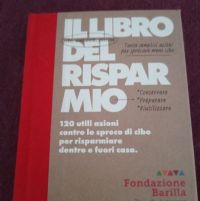 IL LIBRO
DEL
RISPAR
MIO
Tante semplici azioni
per sprecare meno cibo
*Conservare
*Preparare
*Riutilizzare
120 utili azioni
contro lo spreco di cibo
per risparmiare
dentro e fuori casa.
Fondazione
Barilla